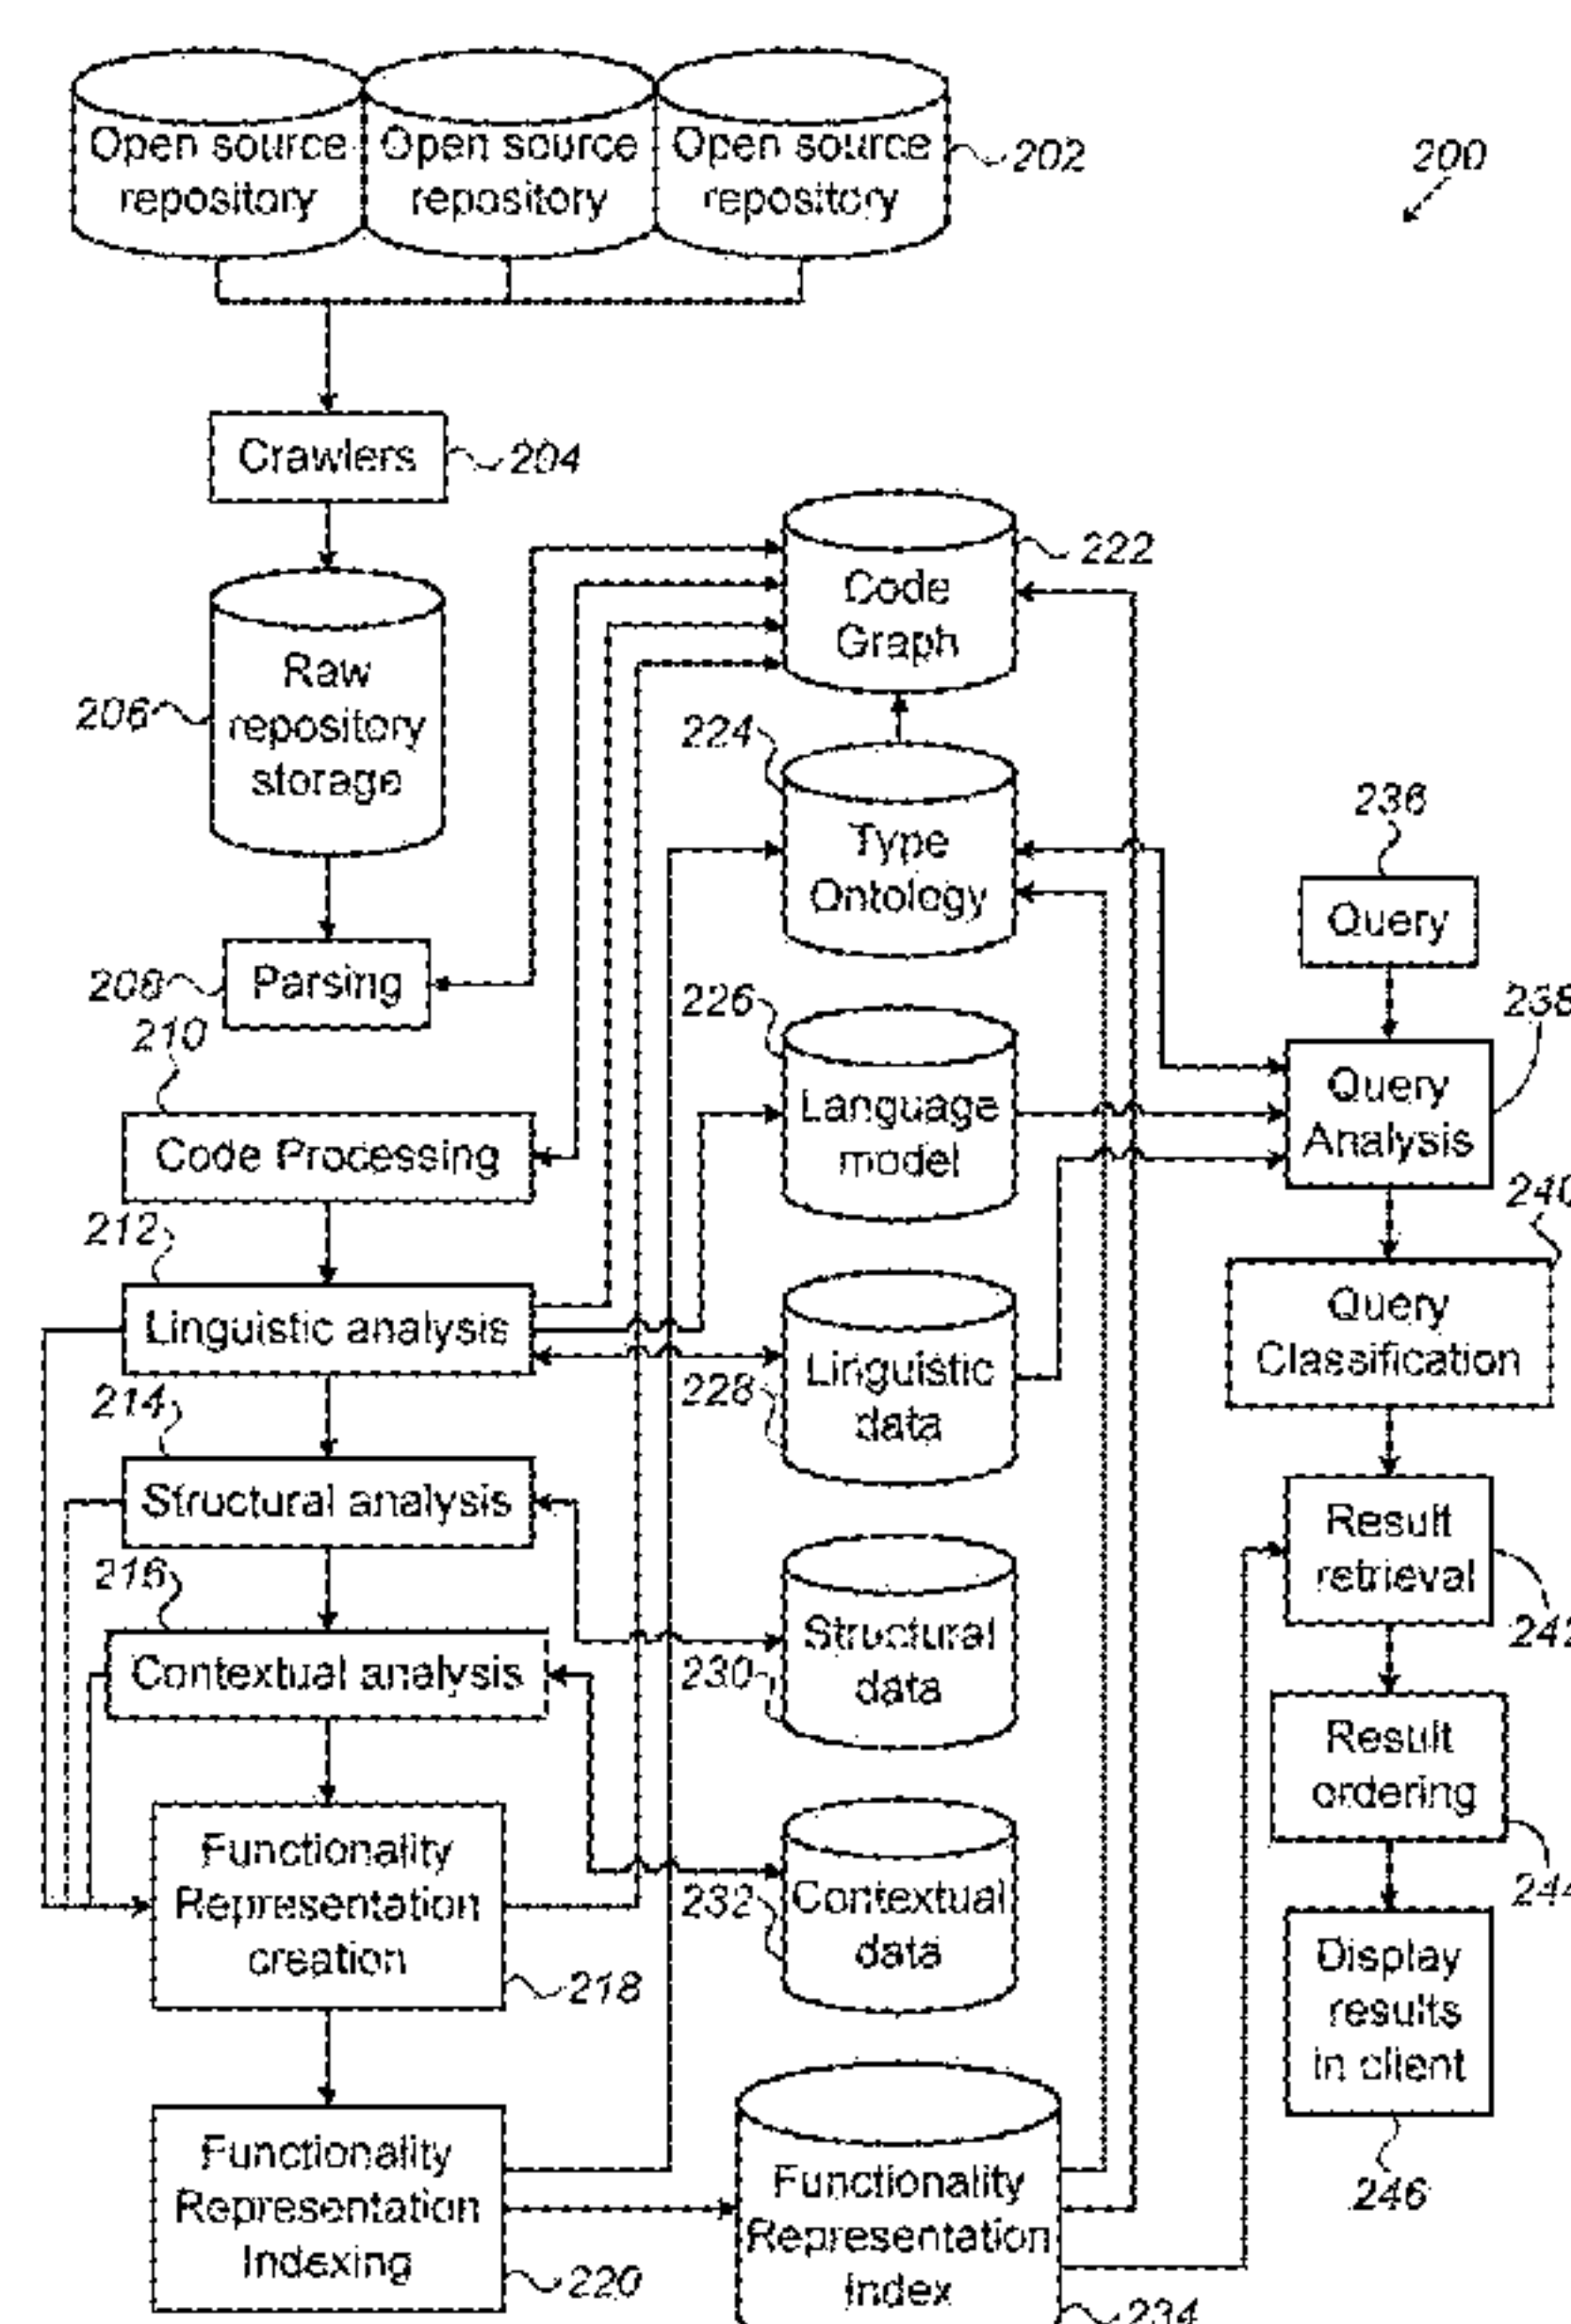 Open source
repository
Open source
repository
Open source
repository
202
200
Crawlers
204
Raw
repository
storage
206
Parsing
208
210
Code Processing
212
Linguistic analysis
214
Structural analysis
216
Contextual analysis
Functionality
Representation
creation
218
Functionality
Representation
Indexing
220
Code
Graph
222
224
Type
Ontology
226
Language
model
Linguistic
data
228
Structural
data
230
Contextual
data
232
Functionality
Representation
Index
234
236
Query
238
Query
Analysis
240
Query
Classification
Result
retrieval
242
Result
ordering
244
Display
results
in client
246